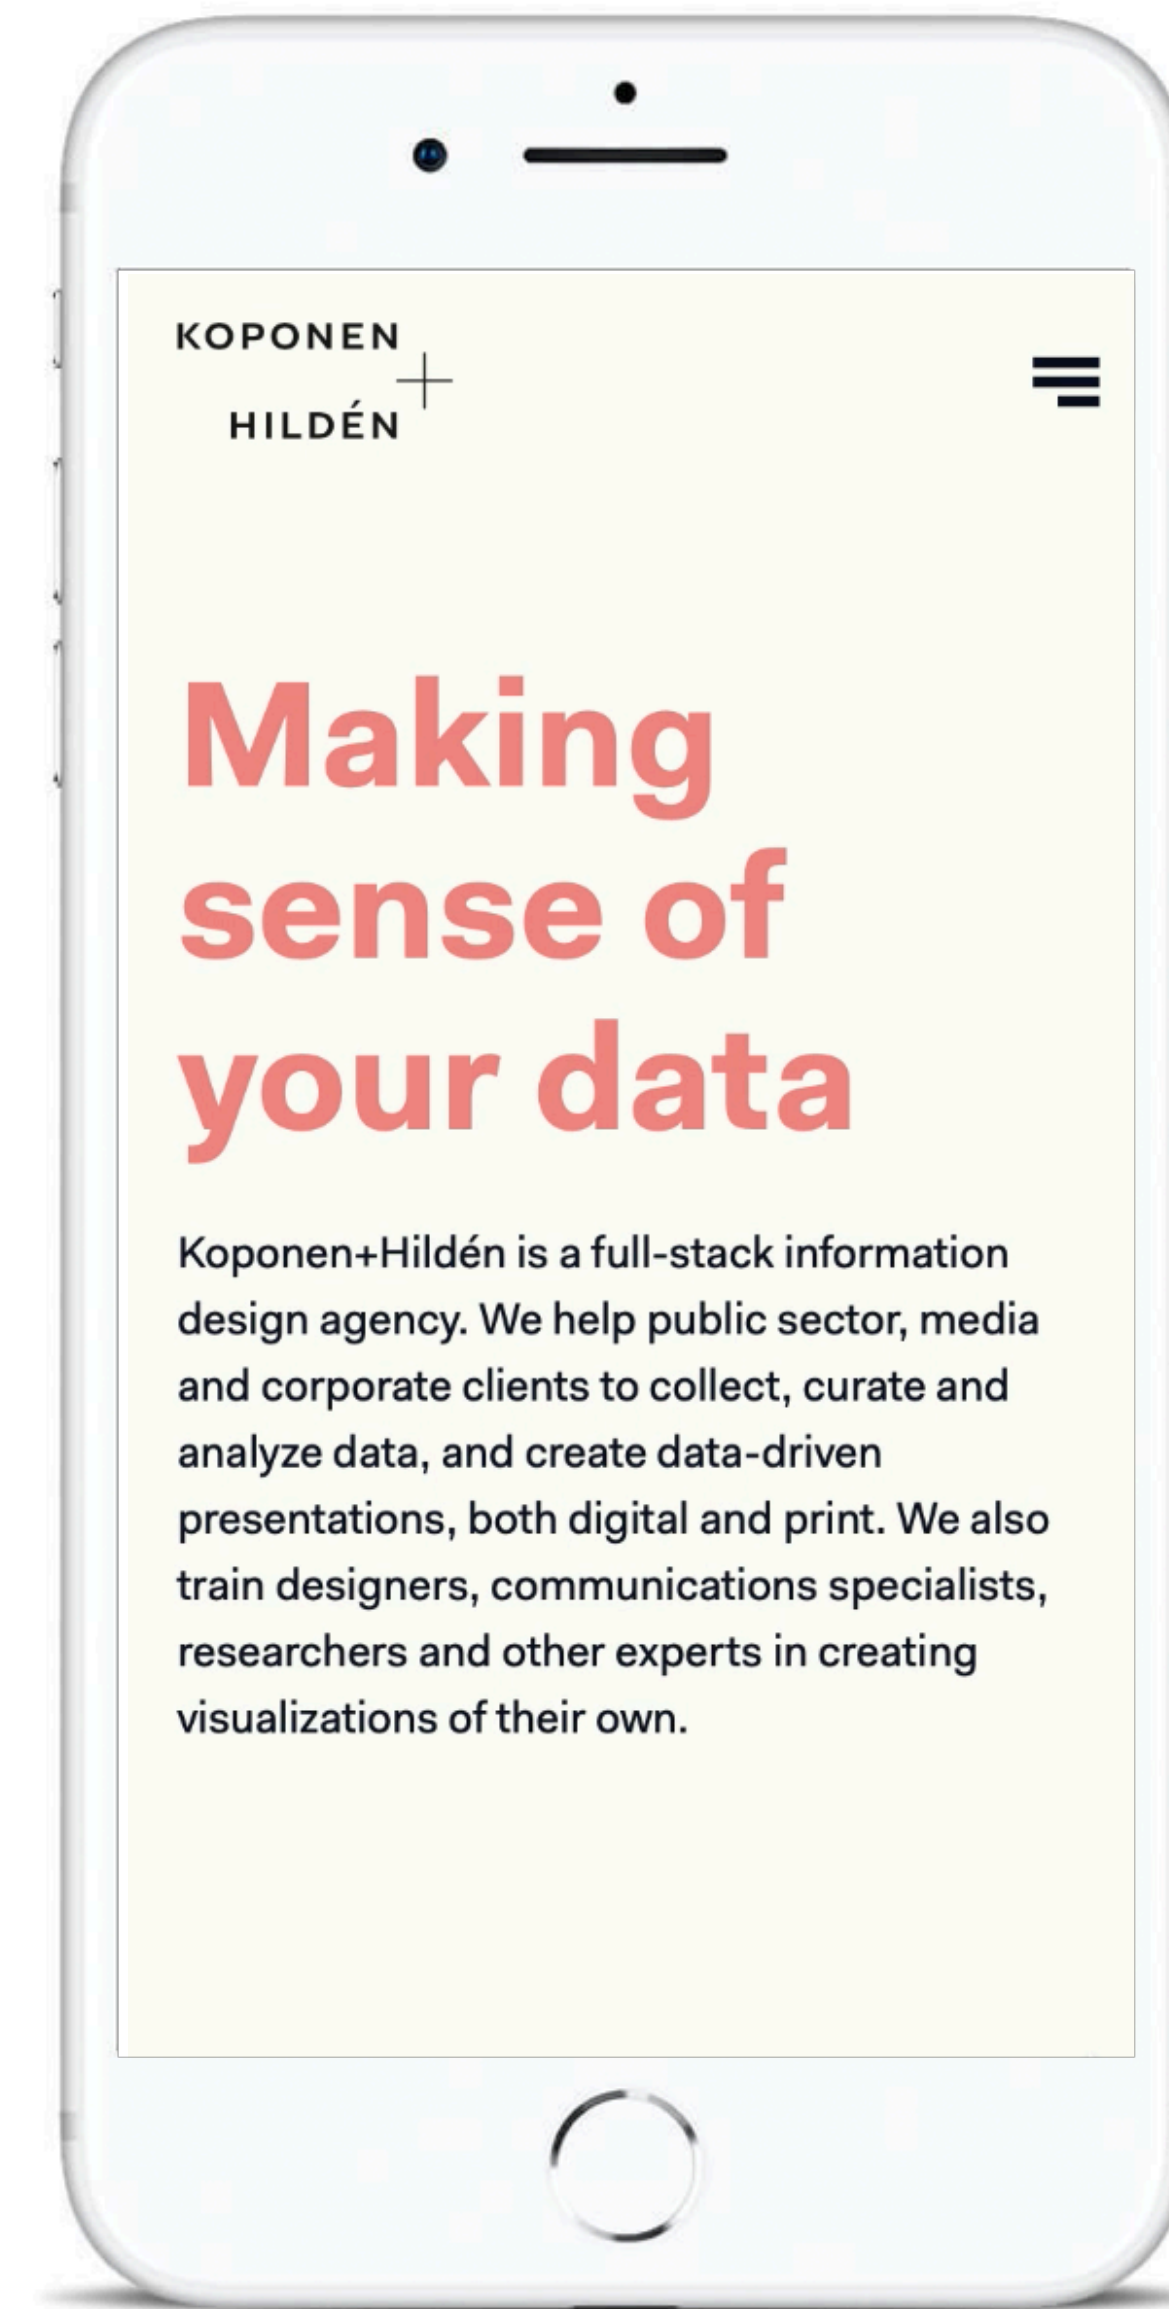 KOPONEN
+
HILDÉN
Making
sense of
your data
Koponen+Hildén is a full-stack information
design agency. We help public sector, media
and corporate clients to collect, curate and
analyze data, and create data-driven
presentations, both digital and print. We also
train designers, communications specialists,
researchers and other experts in creating
visualizations of their own.